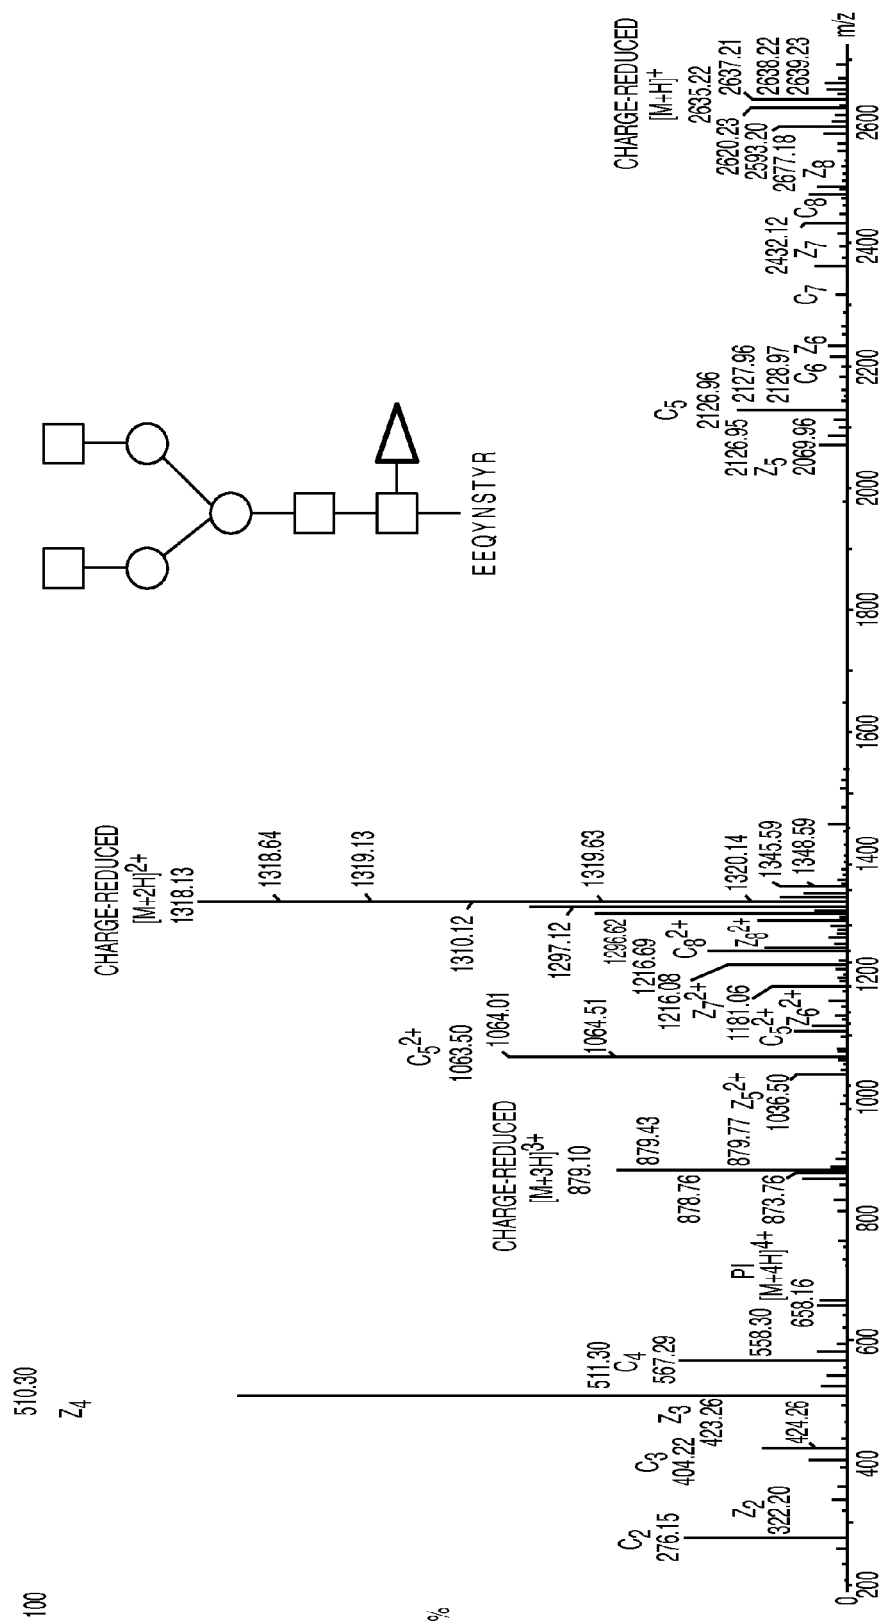 100
%
0
510.30
Z4
C2
276.15
Z2
322.20
C3
404.22
Z3
423.26
424.26
511.30
C4
567.29
558.30
PI
[M+4H]4+
658.16
CHARGE-REDUCED
[M+3H]3+
879.10
879.43
878.76
879.77
873.76
Z5 2+
1036.50
C5 2+
1063.50
1064.01
1064.51
C5 2+
Z6 2+
1181.06
Z7 2+
1216.08
1216.69
C8 2+
Z8 2+
1296.62
1297.12
1310.12
CHARGE-REDUCED
[M+2H]2+
1318.13
1318.64
1319.13
1319.63
1320.14
1345.59
1348.59
EEQYNSTYR
2069.96
Z5
2126.95
C5
2126.96
2127.96
2128.97
C6
Z6
C7
Z7
2432.12
C8
Z8
2677.18
2593.20
2620.23
CHARGE-REDUCED
[M+H]+
2635.22
2637.21
2638.22
2639.23
200
400
600
800
1000
1200
1400
1600
1800
2000
2200
2400
2600
m/z